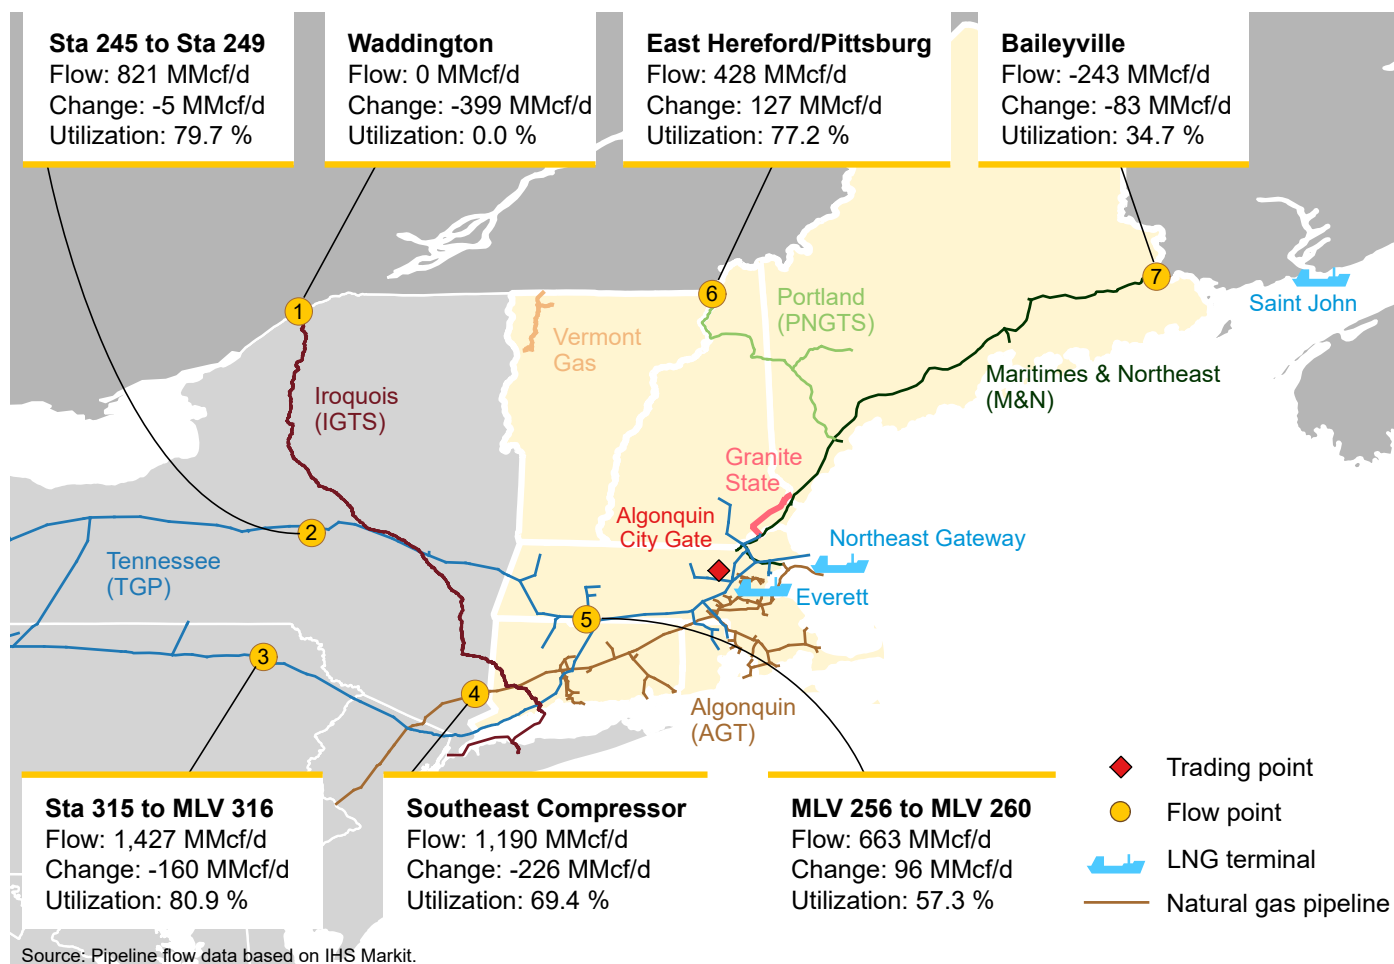 Sta 245 to Sta 249
Flow: 821 MMcf/d
Change: -5 MMcf/d
Utilization: 79.7 %
Waddington
Flow: 0 MMcf/d
Change: -399 MMcf/d
Utilization: 0.0 %
East Hereford/Pittsburg
Flow: 428 MMcf/d
Change: 127 MMcf/d
Utilization: 77.2 %
Baileyville
Flow: -243 MMcf/d
Change: -83 MMcf/d
Utilization: 34.7 %
7
6
1
Saint John
Portland
(PNGTS)
Vermont
Gas
Maritimes & Northeast
(M&N)
Iroquois
(IGTS)
Granite
State
Algonquin
City Gate
2
Northeast Gateway
Tennessee
(TGP)
Everett
5
3
4
Algonquin
(AGT)
Sta 315 to MLV 316
Flow: 1,427 MMcf/d
Change: -160 MMcf/d
Utilization: 80.9 %
Southeast Compressor
Flow: 1,190 MMcf/d
Change: -226 MMcf/d
Utilization: 69.4 %
MLV 256 to MLV 260
Flow: 663 MMcf/d
Change: 96 MMcf/d
Utilization: 57.3 %
Trading point
Flow point
LNG terminal
Natural gas pipeline
Source: Pipeline flow data based on IHS Markit.